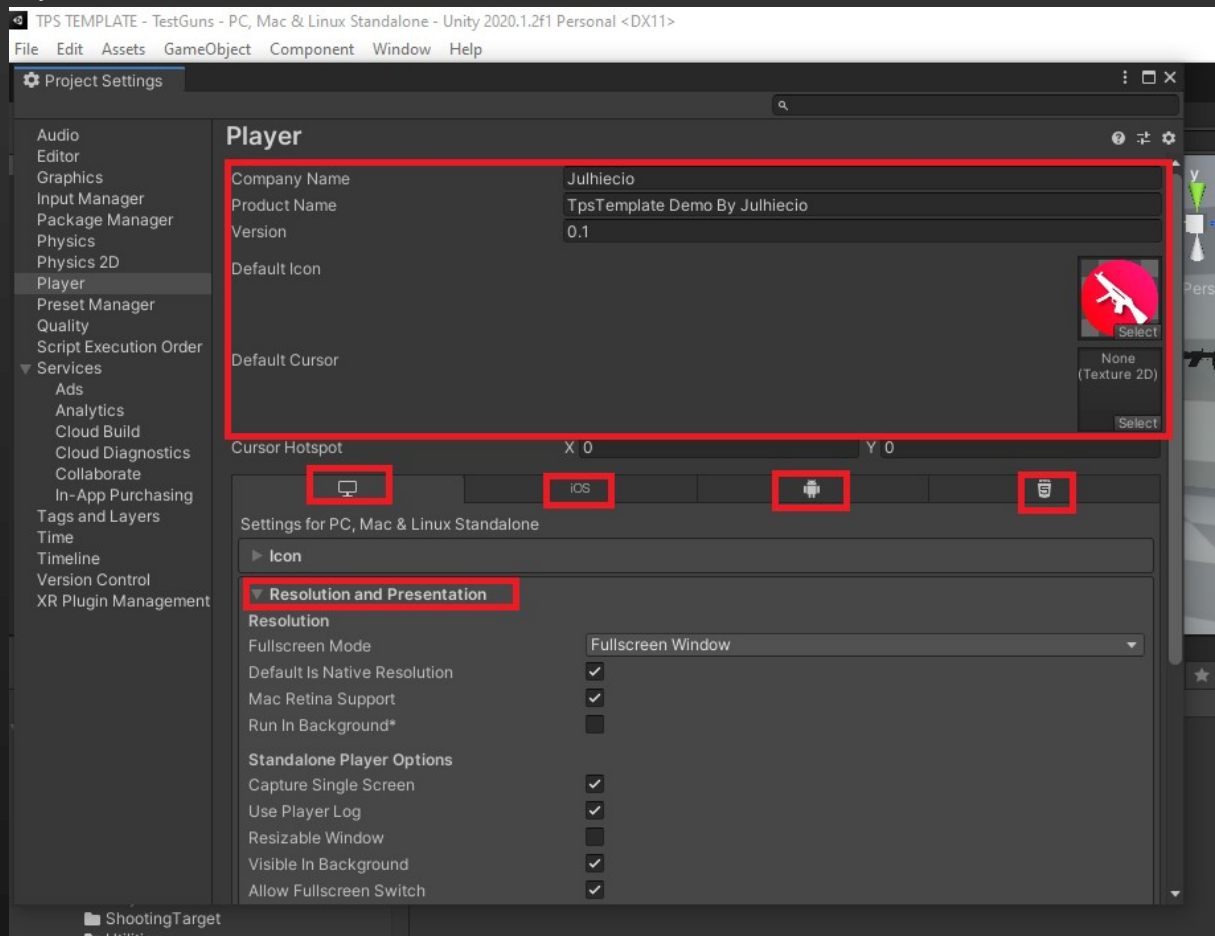 TPS TEMPLATE - TestGuns - PC, Mac & Linux Standalone - Unity 2020.1.2f1 Personal <DX11>
File Edit Assets GameObject Component Window Help
Project Settings
Audio
Editor
Graphics
Input Manager
Package Manager
Physics
Physics 2D
Player
Preset Manager
Quality
Script Execution Order
Services
Ads
Analytics
Cloud Build
Cloud Diagnostics
Collaborate
In-App Purchasing
Tags and Layers
Time
Timeline
Version Control
XR Plugin Management
Player
Company Name Julhiecio
Product Name TpsTemplate Demo By Julhiecio
Version 0.1
Default Icon
Select
Default Cursor
None
(Texture 2D)
Select
Cursor Hotspot X 0 Y 0
iOS
Settings for PC, Mac & Linux Standalone
Icon
Resolution and Presentation
Resolution
Fullscreen Mode Fullscreen Window
Default Is Native Resolution
Mac Retina Support
Run In Background*
Standalone Player Options
Capture Single Screen
Use Player Log
Resizable Window
Visible In Background
Allow Fullscreen Switch
y
Pers
ShootingTarget